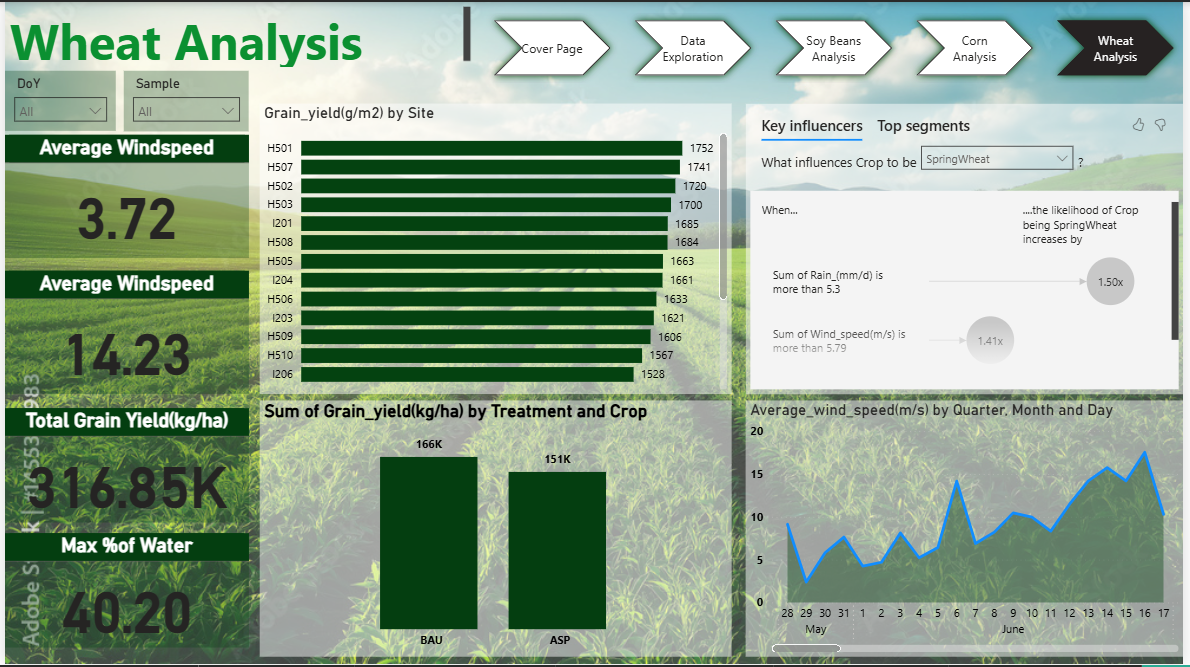 Wheat Analysis
Cover Page
Data
Exploration
Soy Beans
Analysis
Corn
Analysis
Wheat
Analysis
DoY
All
Sample
All
Average Windspeed
3.72
Average Windspeed
14.23
Total Grain Yield(kg/ha)
316.85K
Max %of Water
40.20
Grain_yield(g/m2) by Site
H501 1752
H507 1741
H502 1720
H503 1700
I201 1685
H508 1684
H505 1663
I204 1661
H506 1633
I203 1621
H509 1606
H510 1567
I206 1528
Key influencers Top segments
What influences Crop to be SpringWheat ?
When...
....the likelihood of Crop
being SpringWheat
increases by
Sum of Rain_(mm/d) is
more than 5.3
1.50x
Sum of Wind_speed(m/s) is
more than 5.79
1.41x
Sum of Grain_yield(kg/ha) by Treatment and Crop
166K
151K
BAU ASP
Average_wind_speed(m/s) by Quarter, Month and Day
20
15
10
5
0
28 29 30 31 1 2 3 4 5 6 7 8 9 10 11 12 13 14 15 16 17
May June